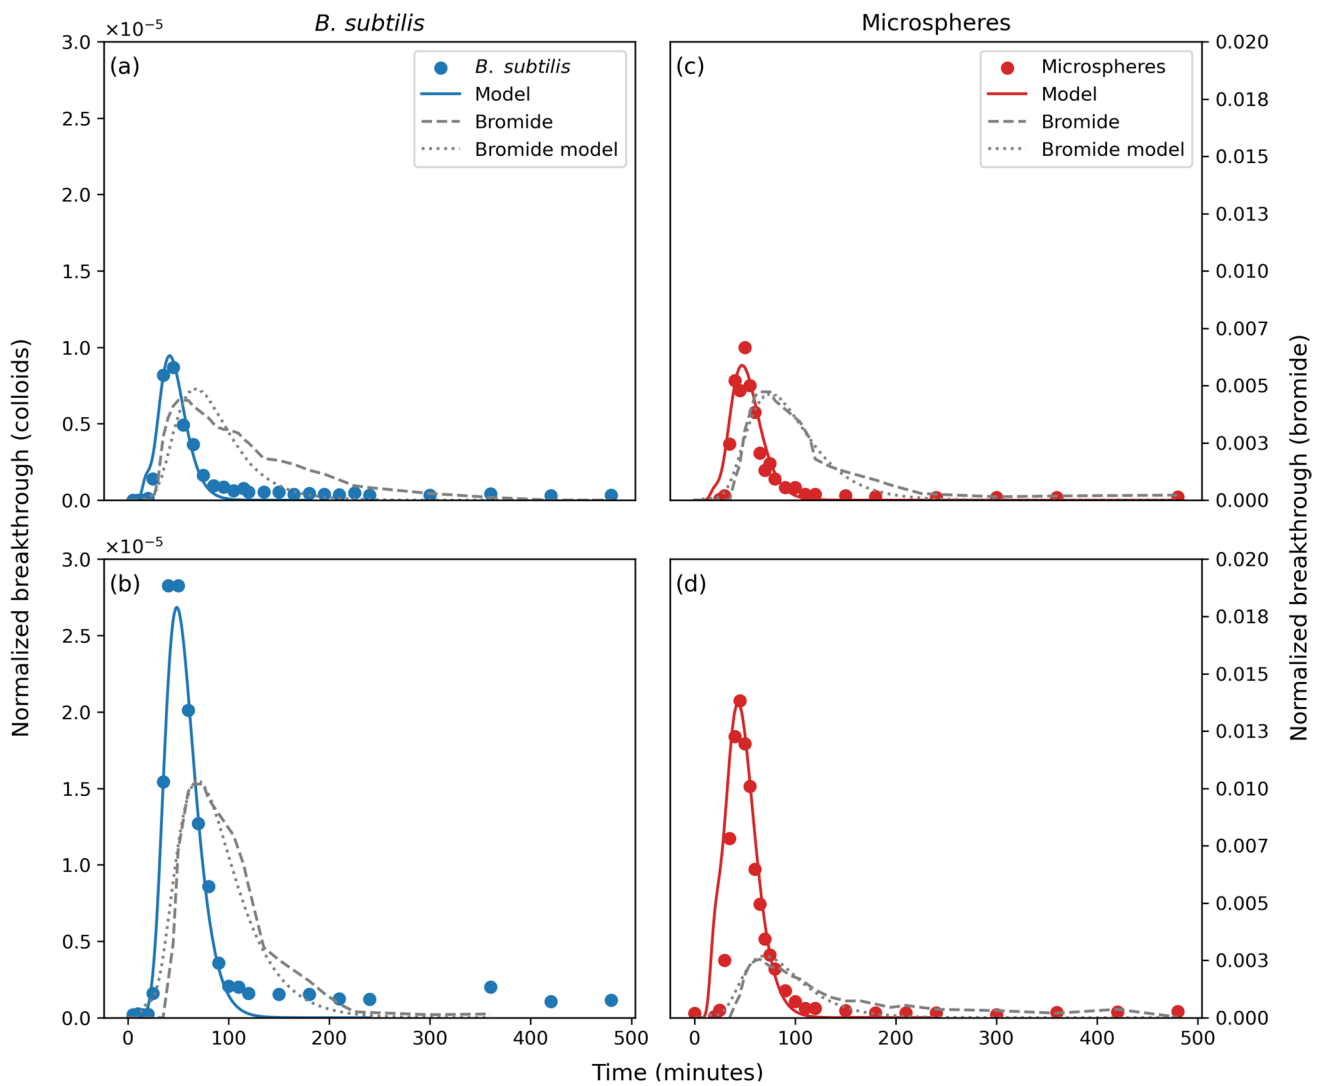 B. subtilis
Microspheres
×10⁻⁵
3.0
2.5
2.0
1.5
1.0
0.5
0.0
(a)
B. subtilis
Model
Bromide
Bromide model
(c)
Microspheres
Model
Bromide
Bromide model
0.020
0.018
0.015
0.013
0.010
0.007
0.005
0.003
0.000
×10⁻⁵
3.0
2.5
2.0
1.5
1.0
0.5
0.0
(b)
0 100 200 300 400 500
(d)
0 100 200 300 400 500
0.020
0.018
0.015
0.013
0.010
0.007
0.005
0.003
0.000
Normalized breakthrough (colloids)
Normalized breakthrough (bromide)
Time (minutes)